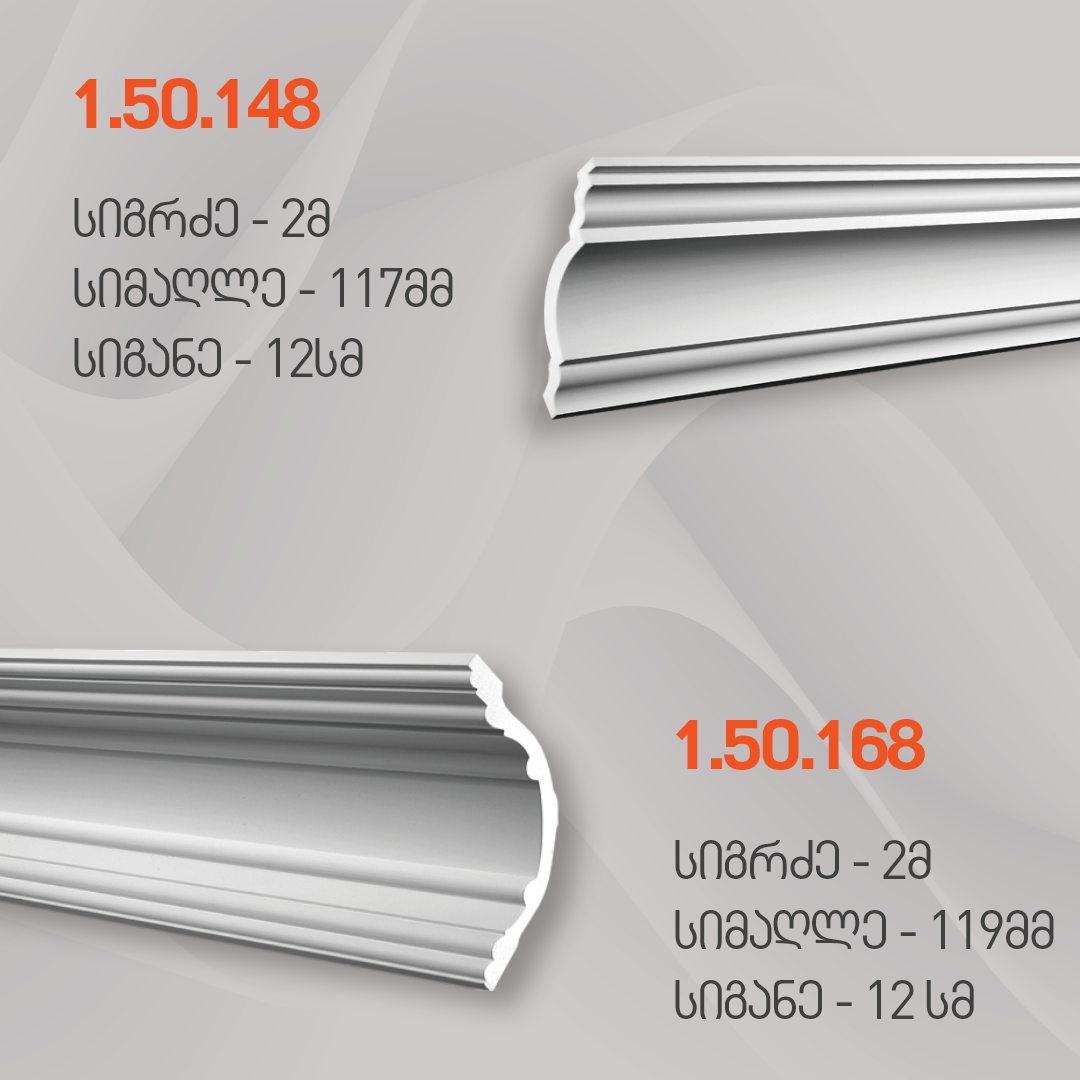 1.50.148
სიგრძე - 2მ
სიმაღლე - 117მმ
სიგანე - 12სმ
1.50.168
სიგრძე - 2მ
სიმაღლე - 119მმ
სიგანე - 12 სმ